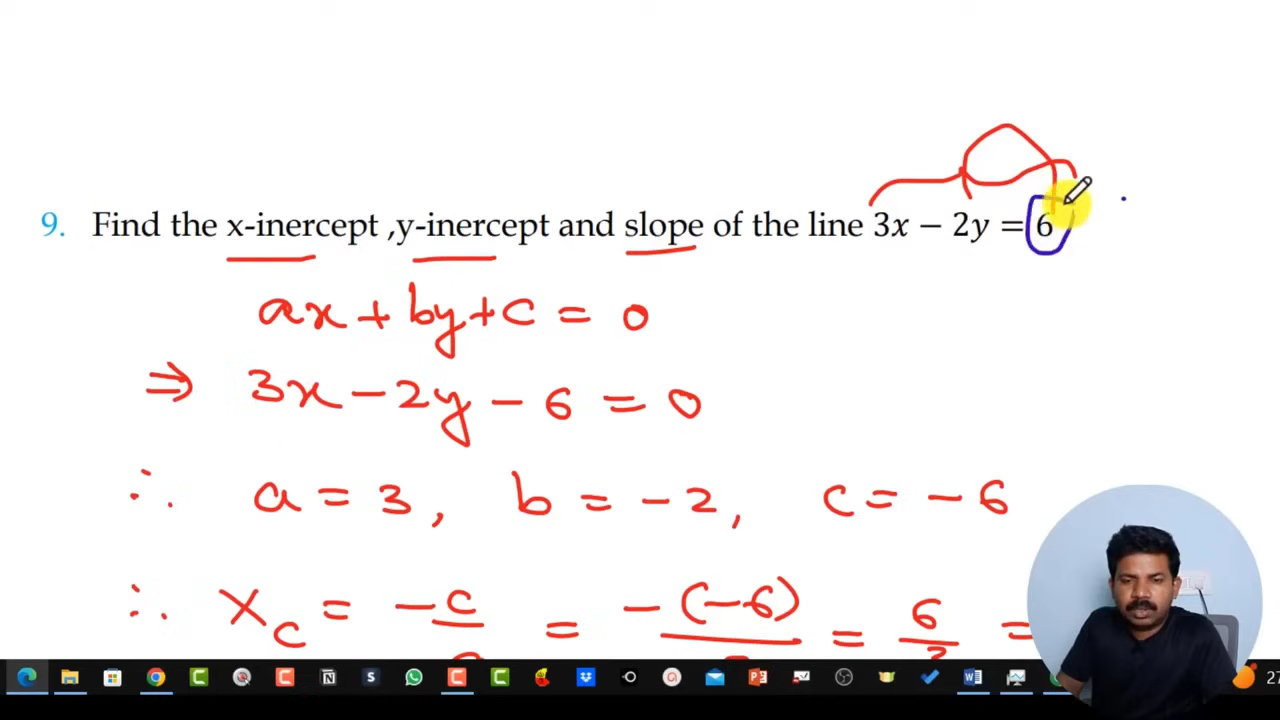 9. Find the x-inercept ,y-inercept and slope of the line 3x − 2y = 6
ax + by + c = 0
⇒ 3x − 2y − 6 = 0
∴ a = 3, b = −2, c = −6
∴ X_c = −c/ = −(−6)/ = 6/ =
27